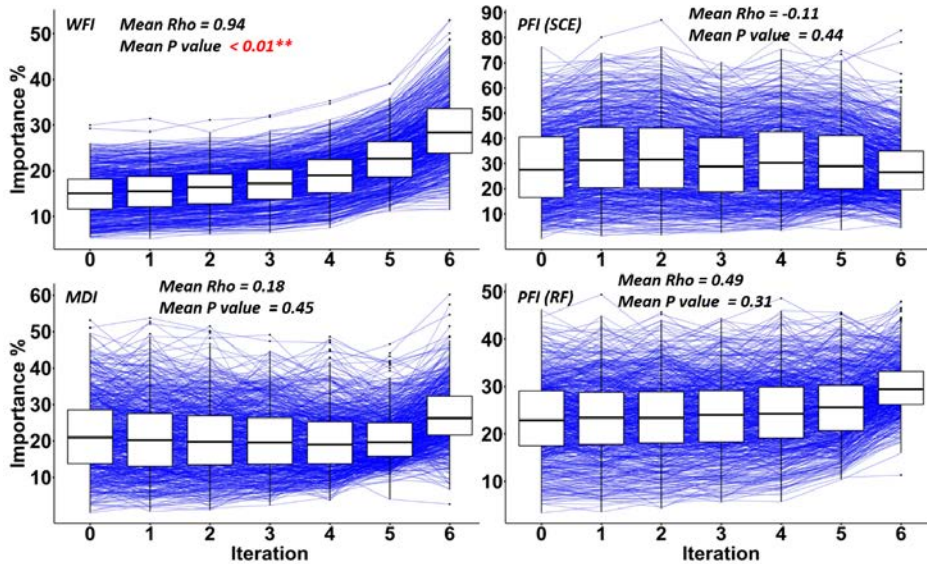 WFI
Mean Rho = 0.94
Mean P value < 0.01**
Importance %
50
40
30
20
10
0 1 2 3 4 5 6
PFI (SCE)
Mean Rho = -0.11
Mean P value = 0.44
90
80
70
60
50
40
30
20
10
0 1 2 3 4 5 6
MDI
Mean Rho = 0.18
Mean P value = 0.45
Importance %
60
50
40
30
20
10
0 1 2 3 4 5 6
Iteration
PFI (RF)
Mean Rho = 0.49
Mean P value = 0.31
50
40
30
20
10
0 1 2 3 4 5 6
Iteration